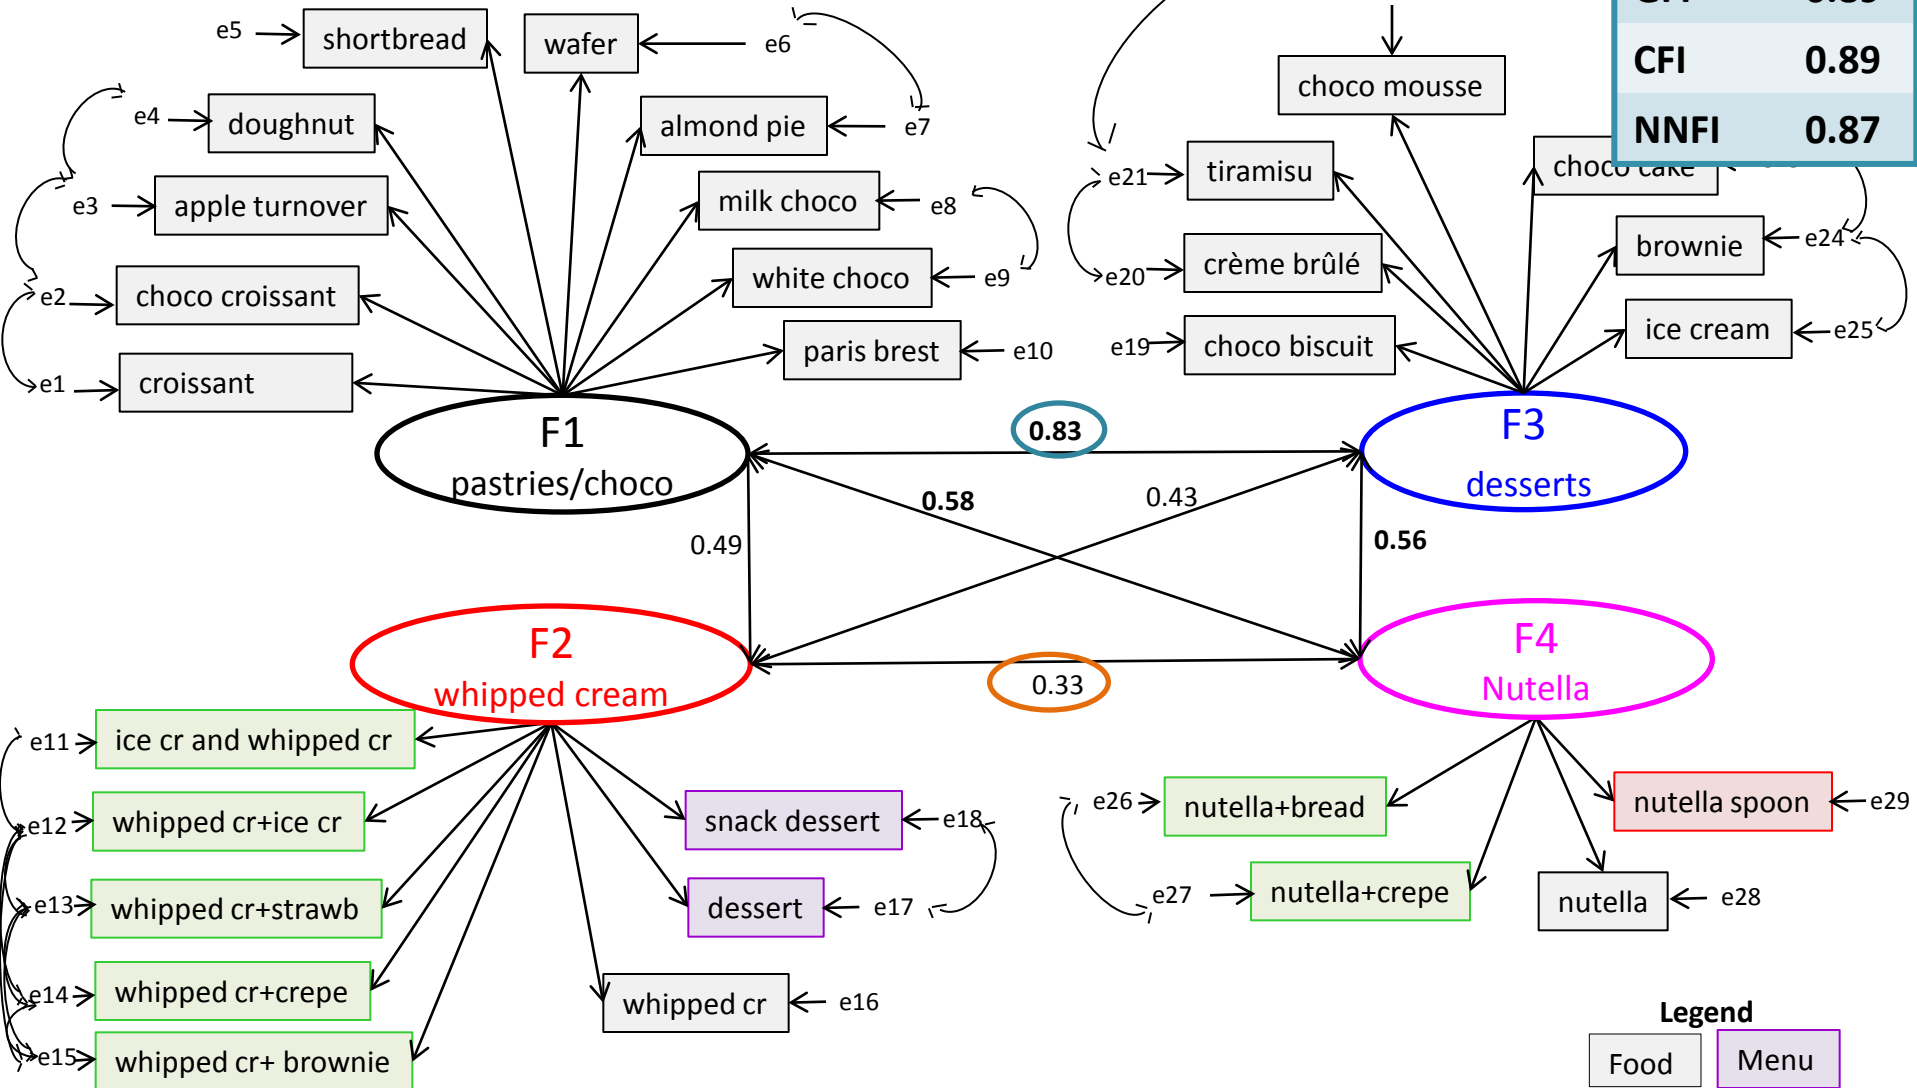 e5
shortbread
wafer
e6
choco mousse
CFI 0.89
NNFI 0.87
e4
doughnut
almond pie
e7
choco cake
e21
tiramisu
e3
apple turnover
milk choco
e8
brownie
e24
e20
crème brûlé
e2
choco croissant
white choco
e9
ice cream
e25
e19
choco biscuit
paris brest
e10
e1
croissant
F1
pastries/choco
0.83
F3
desserts
0.58
0.43
0.49
0.56
F2
whipped cream
0.33
F4
Nutella
e11
ice cr and whipped cr
e12
whipped cr+ice cr
snack dessert
e18
e26
nutella+bread
nutella spoon
e29
e13
whipped cr+strawb
dessert
e17
e27
nutella+crepe
nutella
e28
e14
whipped cr+crepe
whipped cr
e16
e15
whipped cr+ brownie
Legend
Food
Menu